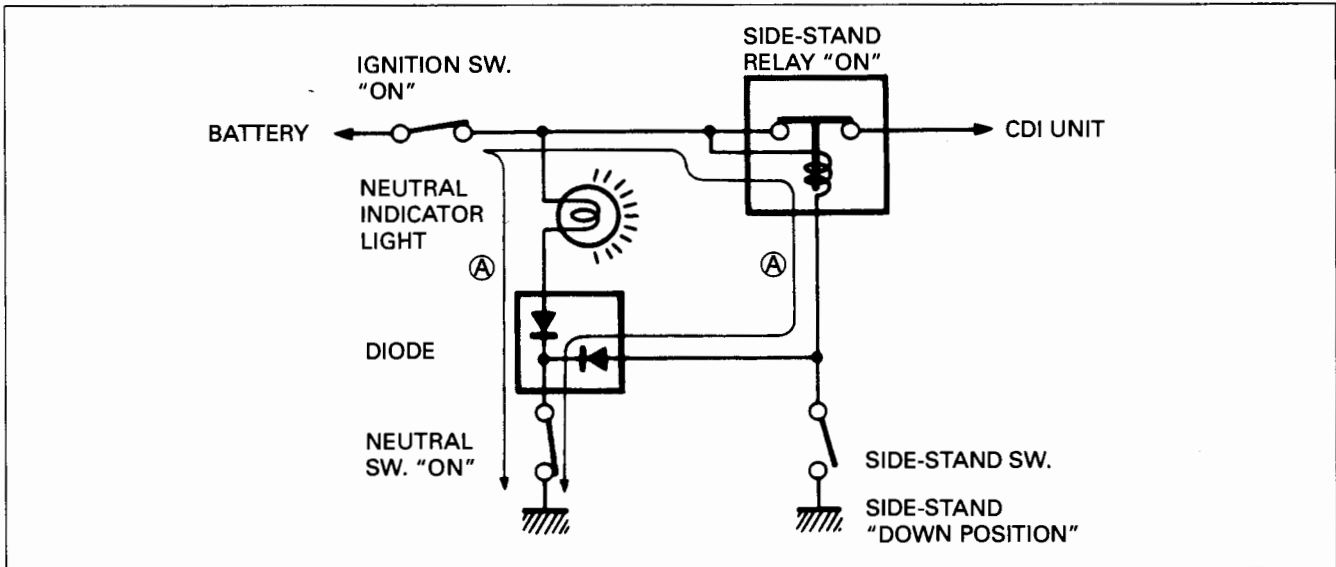 SIDE-STAND
RELAY "ON"
IGNITION SW.
"ON"
BATTERY
CDI UNIT
NEUTRAL
INDICATOR
LIGHT
Ⓐ
Ⓐ
DIODE
NEUTRAL
SW. "ON"
SIDE-STAND SW.
SIDE-STAND
"DOWN POSITION"